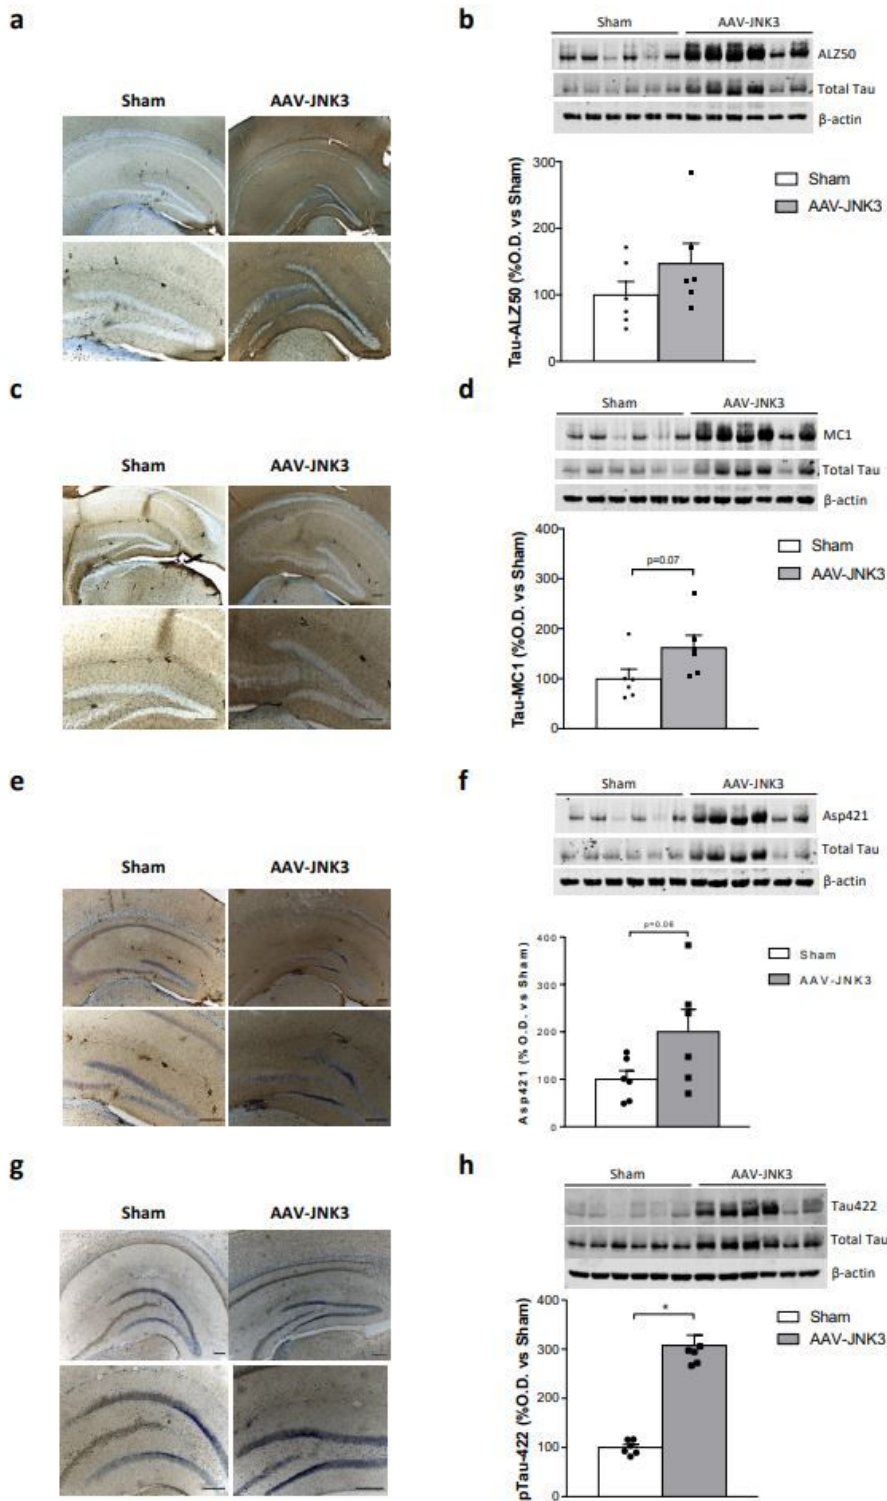 a
Sham AAV-JNK3
b
Sham AAV-JNK3
ALZ50
Total Tau
β-actin
Tau-ALZ50 (%O.D. vs Sham)
300
200
100
0
Sham
AAV-JNK3
c
Sham AAV-JNK3
d
Sham AAV-JNK3
MC1
Total Tau
β-actin
Tau-MC1 (%O.D. vs Sham)
400
300
200
100
0
p=0.07
Sham
AAV-JNK3
e
Sham AAV-JNK3
f
Sham AAV-JNK3
Asp421
Total Tau
β-actin
Asp421 (%O.D. vs Sham)
400
300
200
100
0
p=0.06
Sham
AAV-JNK3
g
Sham AAV-JNK3
h
Sham AAV-JNK3
Tau422
Total Tau
β-actin
pTau-422 (%O.D. vs Sham)
400
300
200
100
0
*
Sham
AAV-JNK3